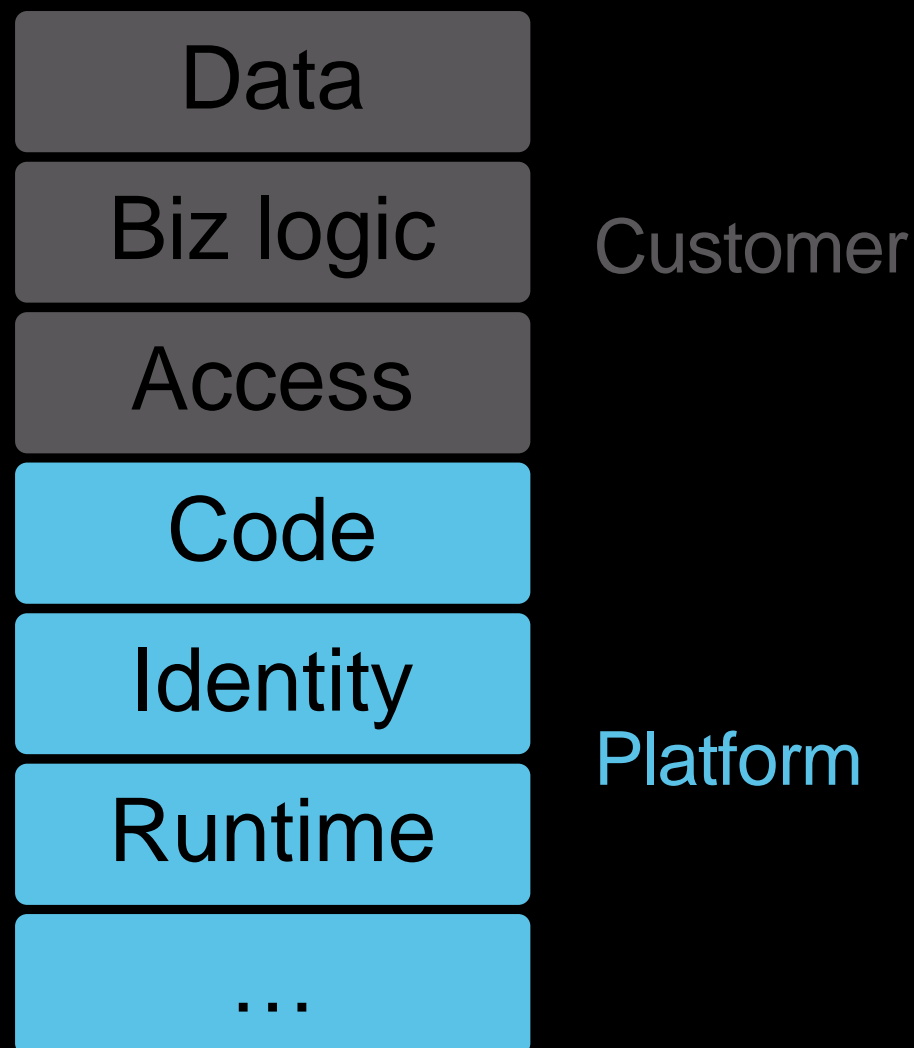 Data
Biz logic
Customer
Access
Code
Identity
Platform
Runtime
…